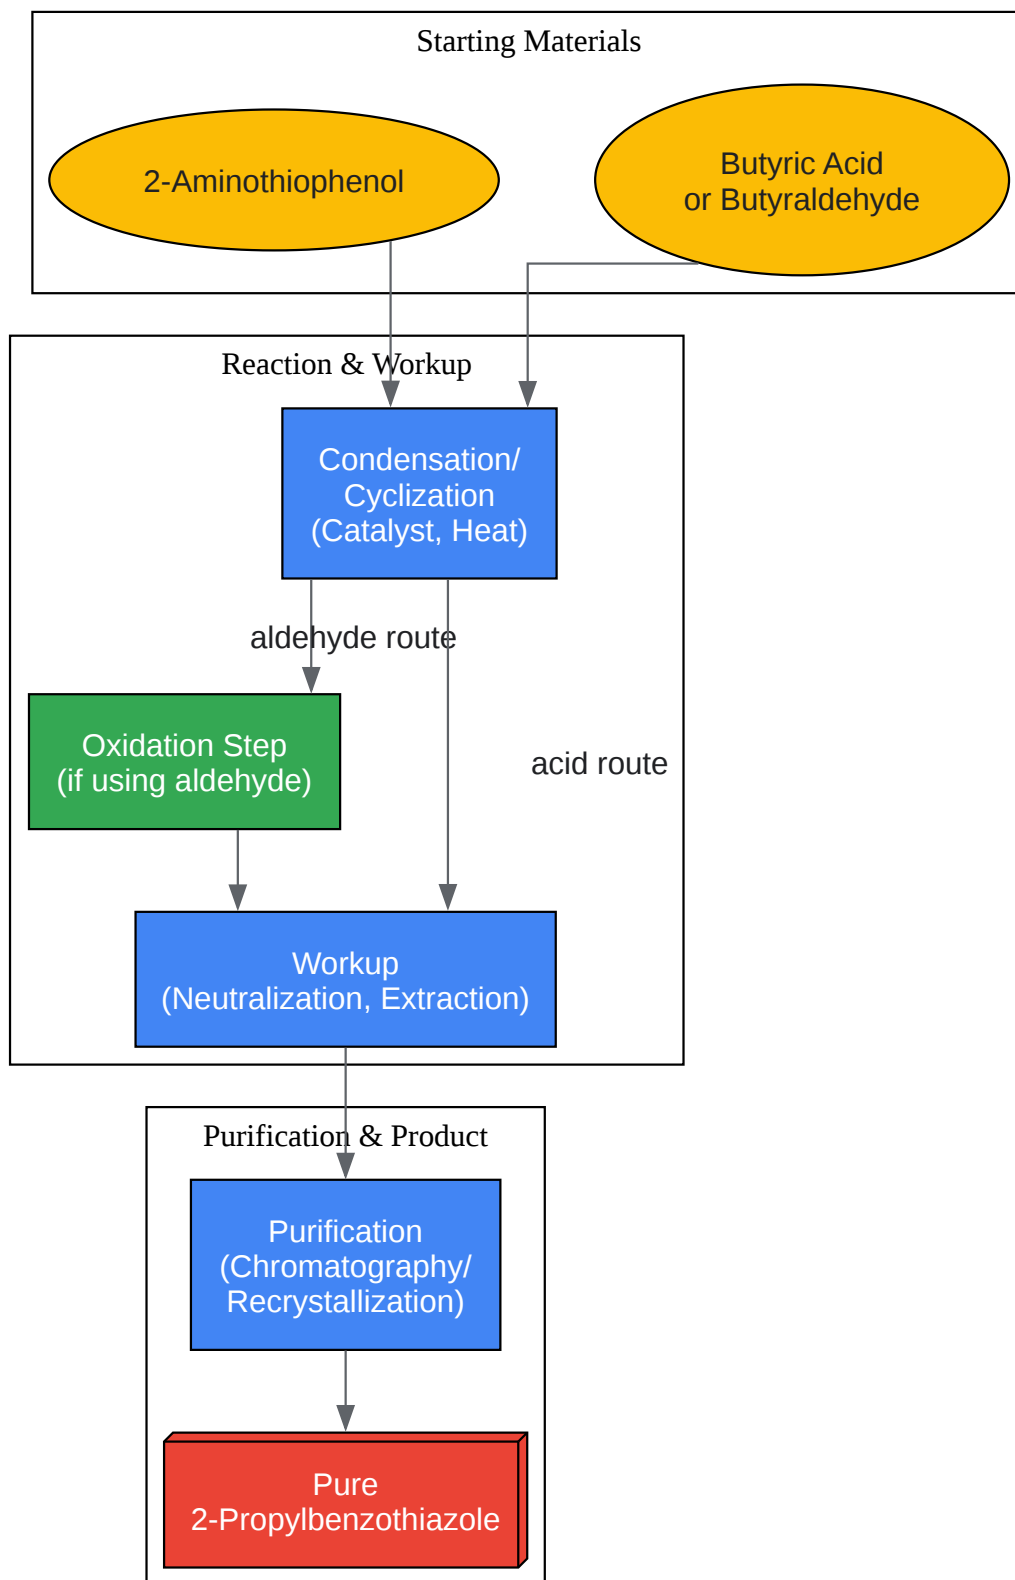 Starting Materials
2-Aminothiophenol
Butyric Acid
or Butyraldehyde
Reaction & Workup
Condensation/
Cyclization
(Catalyst, Heat)
aldehyde route
Oxidation Step
(if using aldehyde)
acid route
Workup
(Neutralization, Extraction)
Purification & Product
Purification
(Chromatography/
Recrystallization)
Pure
2-Propylbenzothiazole